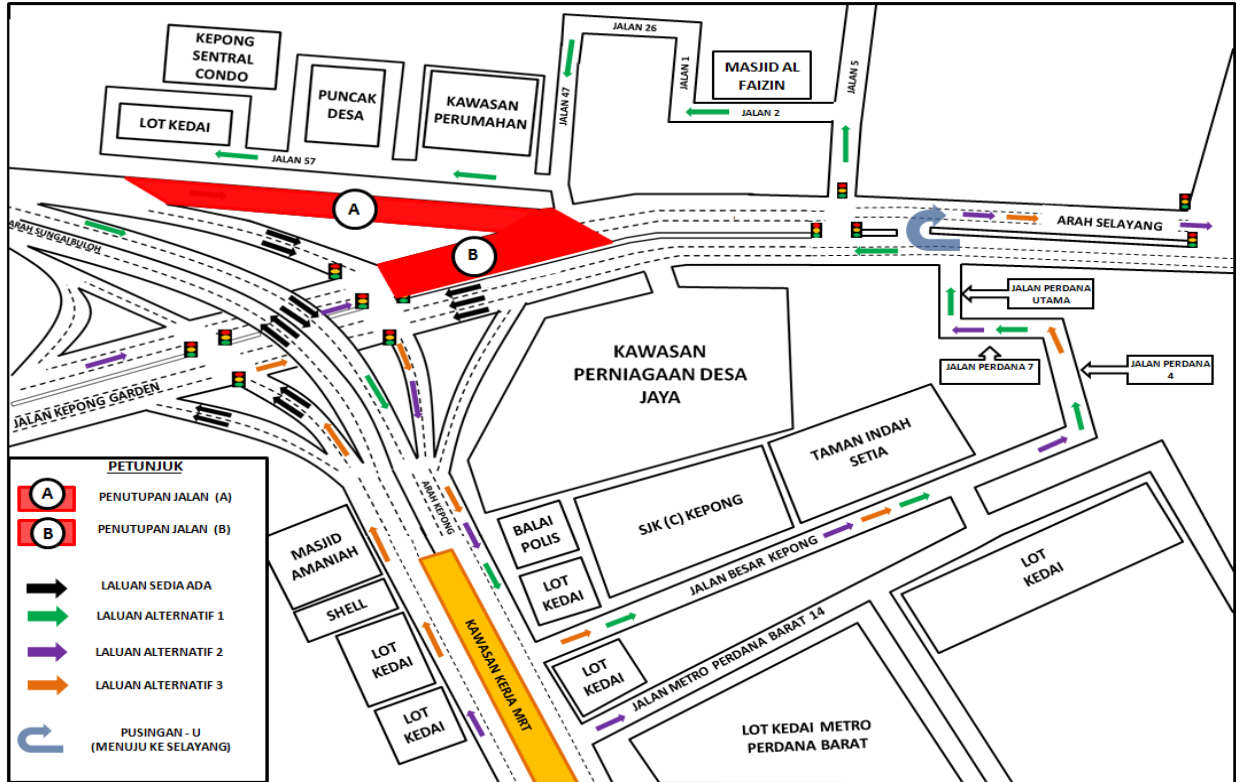 JALAN 26
KEPONG
SENTRAL
CONDO
JALAN 1
MASJID AL
FAIZIN
JALAN 5
PUNCAK
DESA
KAWASAN
PERUMAHAN
JALAN 47
LOT KEDAI
JALAN 2
JALAN 57
A
ARAH SELAYANG
ARAH SUNGAIBULOH
B
JALAN PERDANA
UTAMA
KAWASAN
PERNIAGAAN DESA
JAYA
JALAN PERDANA 7
JALAN PERDANA
4
JALAN KEPONG GARDEN
TAMAN INDAH
SETIA
PETUNJUK
A
PENUTUPAN JALAN (A)
B
PENUTUPAN JALAN (B)
LALUAN SEDIA ADA
LALUAN ALTERNATIF 1
LALUAN ALTERNATIF 2
LALUAN ALTERNATIF 3
PUSINGAN - U
(MENUJU KE SELAYANG)
ARAH KEPONG
SJK (C) KEPONG
BALAI
POLIS
MASJID
AMANIAH
LOT
KEDAI
JALAN BESAR KEPONG
LOT
KEDAI
SHELL
LOT
KEDAI
KAWASAN KERJA MRT
LOT
KEDAI
JALAN METRO PERDANA BARAT 14
LOT
KEDAI
LOT KEDAI METRO
PERDANA BARAT